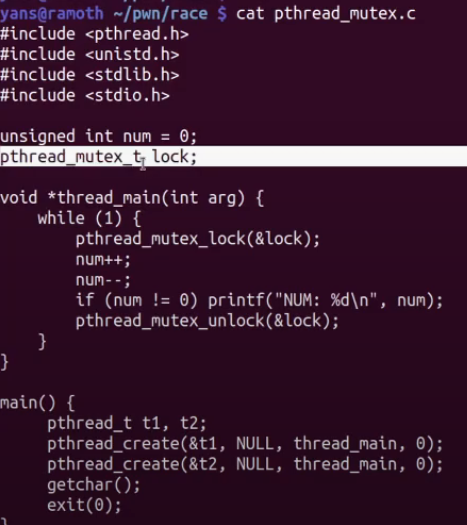 yans@ramoth ~/pwn/race $ cat pthread_mutex.c
#include <pthread.h>
#include <unistd.h>
#include <stdlib.h>
#include <stdio.h>
unsigned int num = 0;
pthread_mutex_t lock;
void *thread_main(int arg) {
while (1) {
pthread_mutex_lock(&lock);
num++;
num--;
if (num != 0) printf("NUM: %d\n", num);
pthread_mutex_unlock(&lock);
}
}
main() {
pthread_t t1, t2;
pthread_create(&t1, NULL, thread_main, 0);
pthread_create(&t2, NULL, thread_main, 0);
getchar();
exit(0);
}